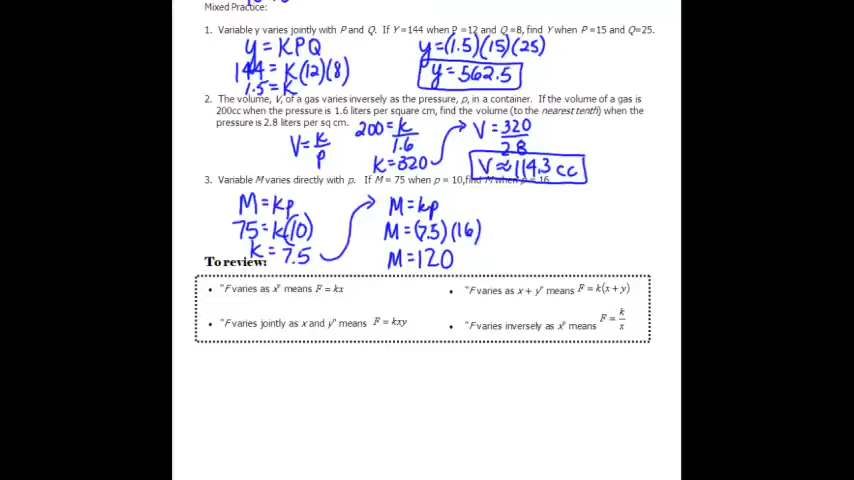 Mixed Practice:
1. Variable y varies jointly with P and Q. If Y=144 when P =12 and Q =8, find Y when P =15 and Q=25.
y = KPQ
y=(1.5)(15)(25)
144 = K(12)(8)
y = 562.5
1.5 = K
2. The volume, V, of a gas varies inversely as the pressure, p, in a container. If the volume of a gas is
200cc when the pressure is 1.6 liters per square cm, find the volume (to the nearest tenth) when the
pressure is 2.8 liters per sq cm.
V = k/p
200 = k/1.6
K = 320
V = 320/2.8
V ≈ 114.3 cc
3. Variable M varies directly with p. If M = 75 when p = 10, find M when p = 16.
M = kp
75 = k(10)
k = 7.5
M = kp
M = (7.5)(16)
M = 120
To review:
• "F varies as x" means F = kx
• "F varies as x + y" means F = k(x + y)
• "F varies jointly as x and y" means F = kxy
• "F varies inversely as x" means F = k/x